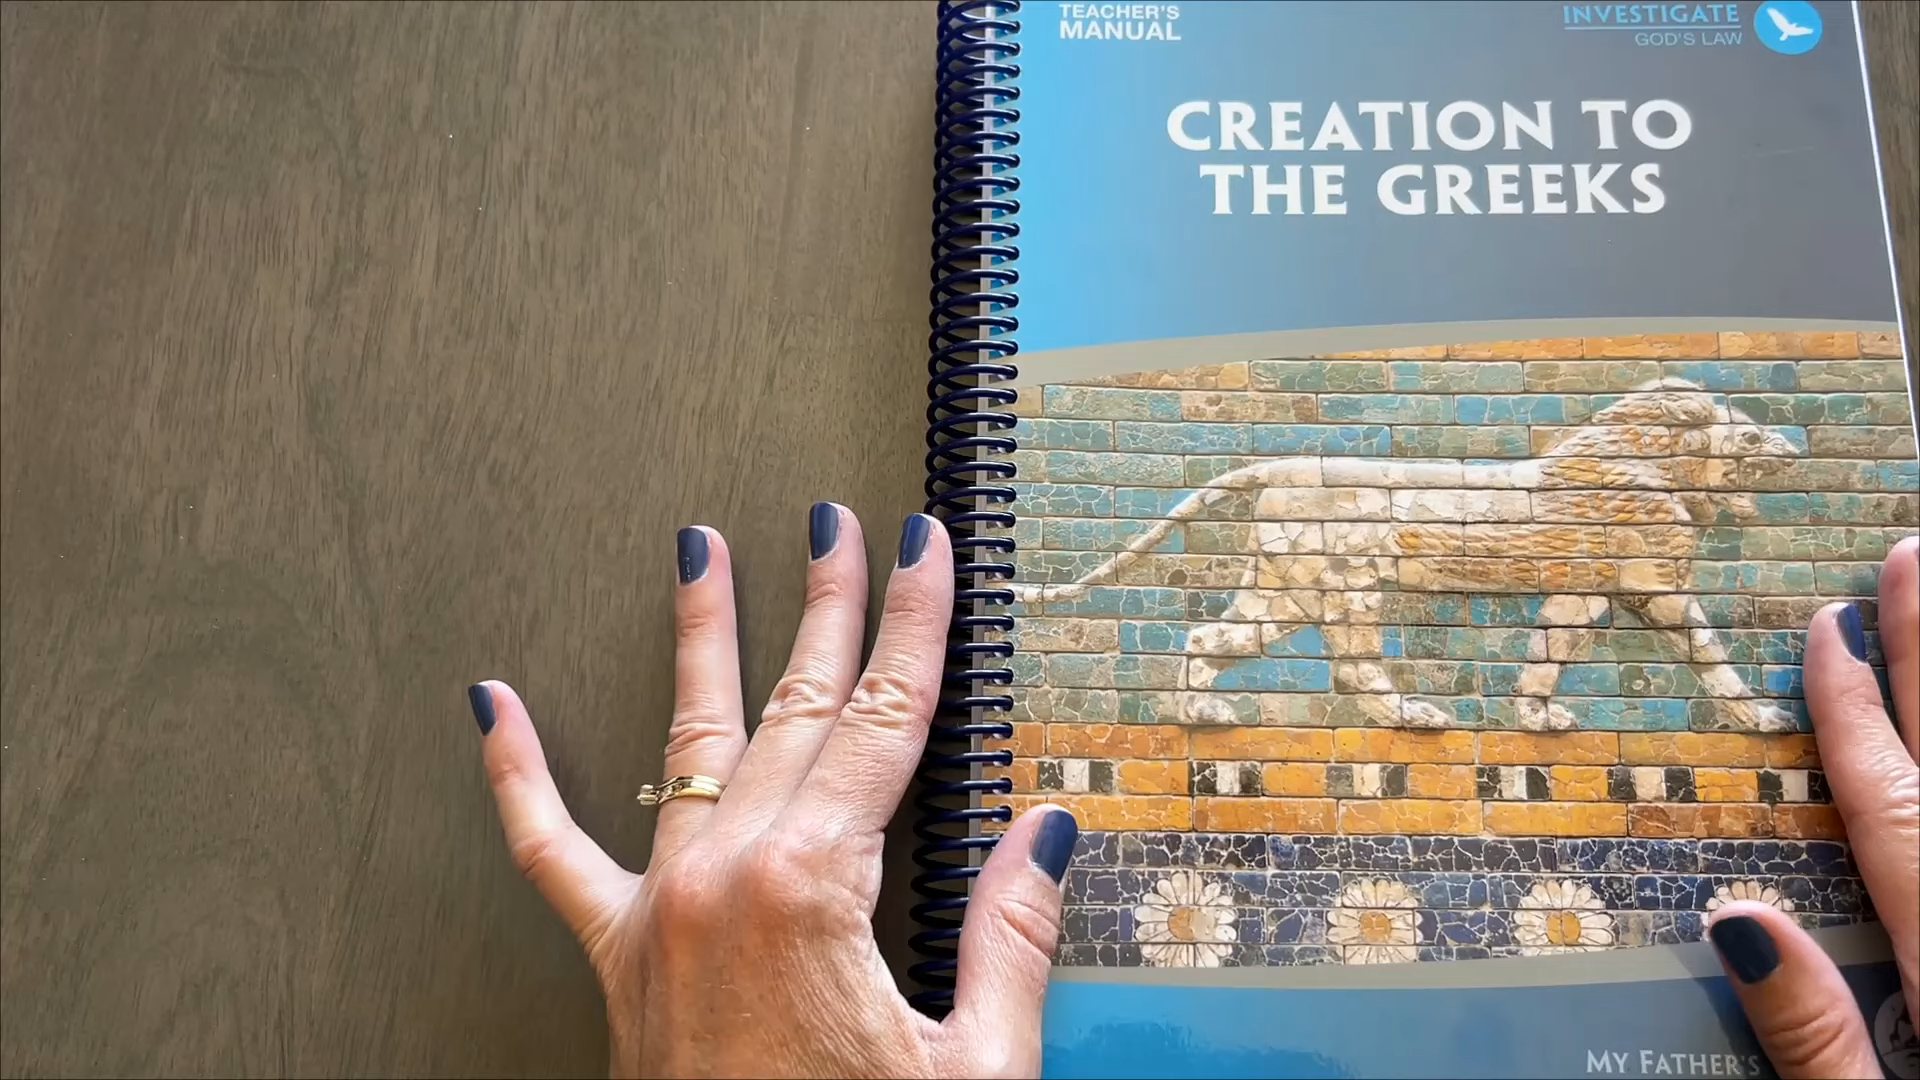 TEACHER'S
MANUAL
INVESTIGATE
GOD'S LAW
CREATION TO
THE GREEKS
MY FATHER'S